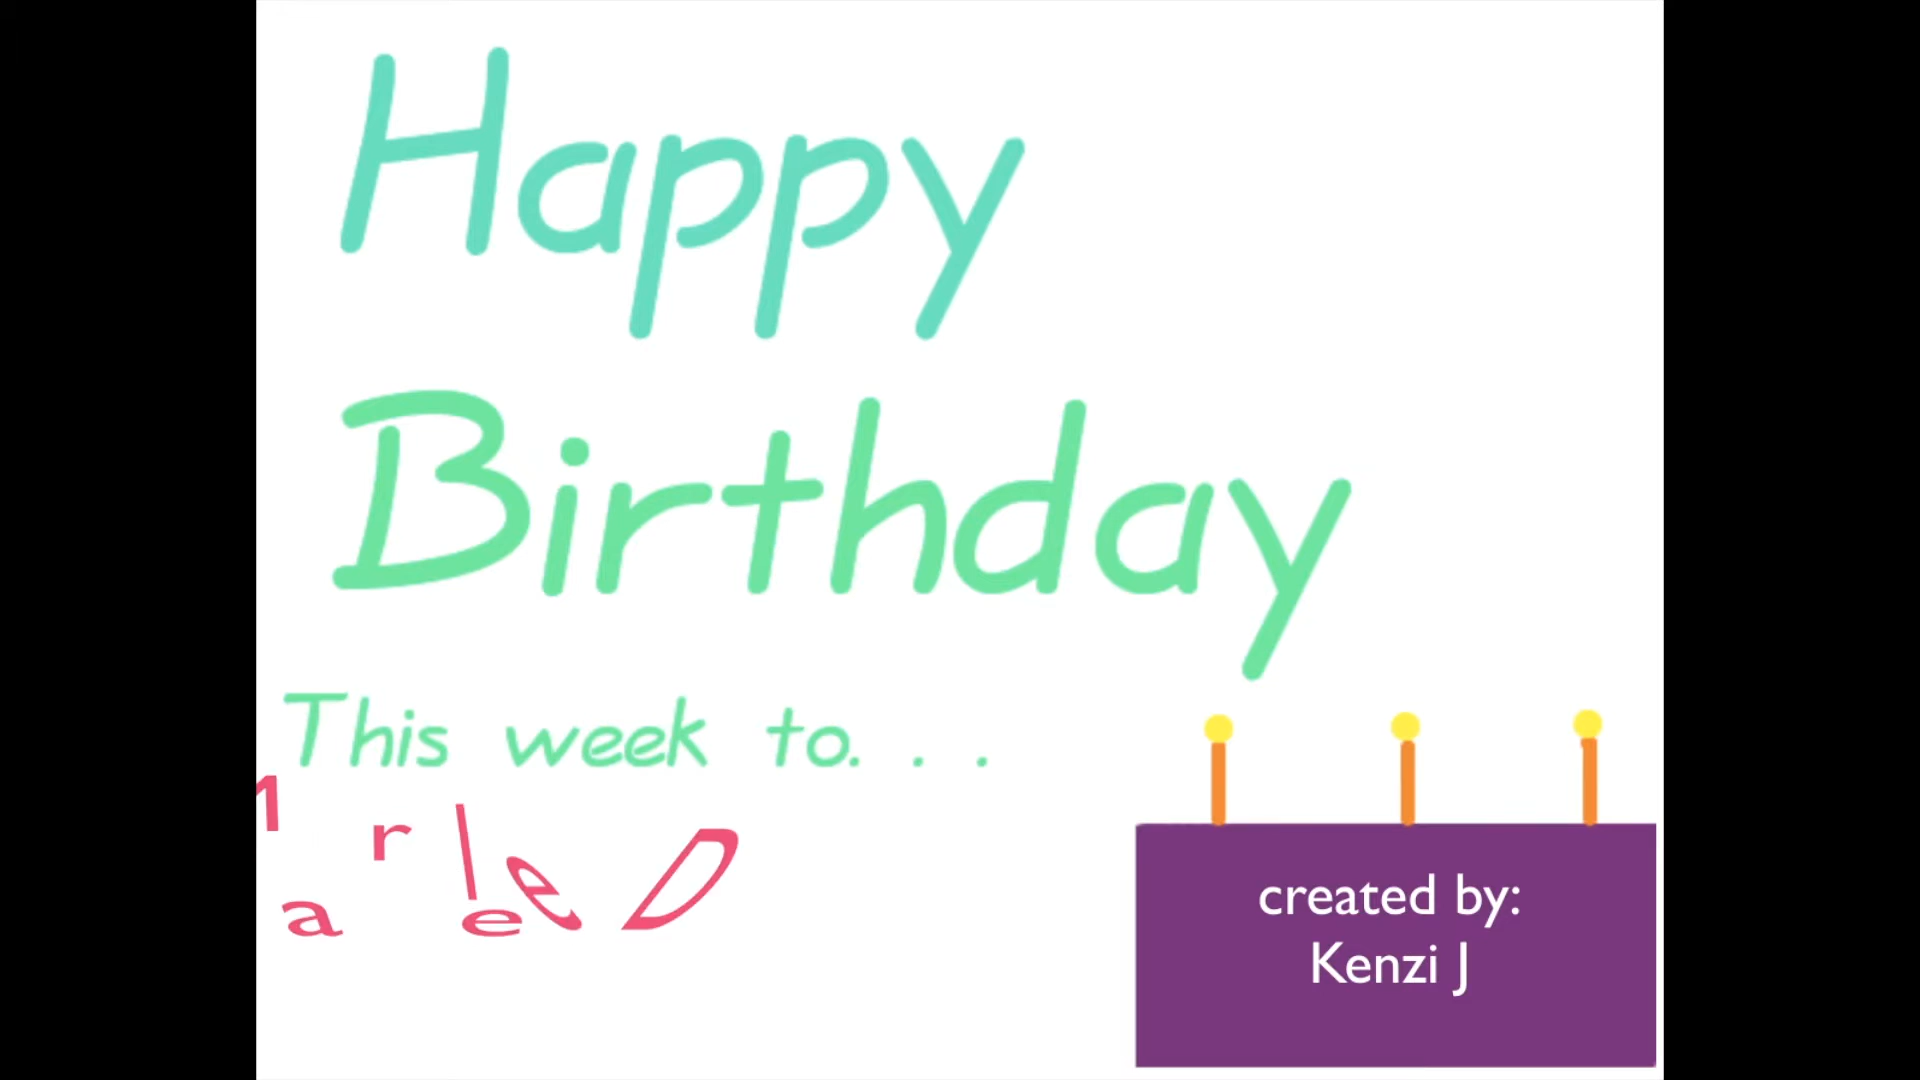 Happy
Birthday
This week to. . .
created by:
Kenzi J